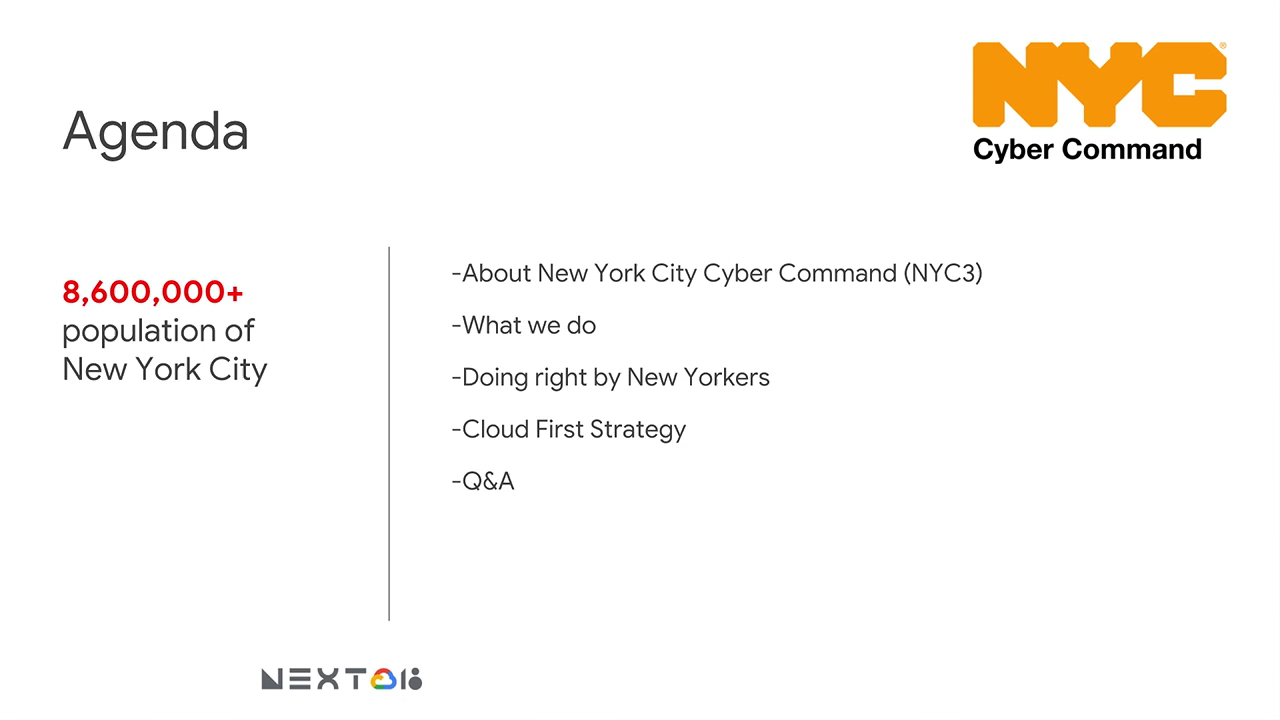 NYC®
Cyber Command
Agenda
8,600,000+
population of
New York City
-About New York City Cyber Command (NYC3)
-What we do
-Doing right by New Yorkers
-Cloud First Strategy
-Q&A
NEXT 18